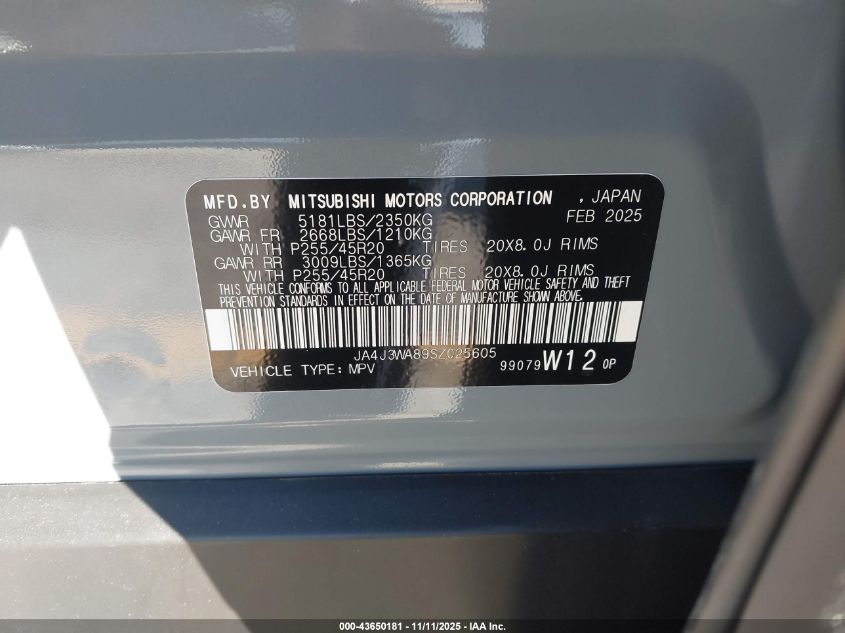 MFD.BY MITSUBISHI MOTORS CORPORATION , JAPAN
GVWR 5181LBS/2350KG FEB 2025
GAWR FR 2668LBS/1210KG
WITH P255/45R20 TIRES 20X8.0J RIMS
GAWR RR 3009LBS/1365KG
WITH P255/45R20 TIRES 20X8.0J RIMS
THIS VEHICLE CONFORMS TO ALL APPLICABLE FEDERAL MOTOR VEHICLE SAFETY AND THEFT
PREVENTION STANDARDS IN EFFECT ON THE DATE OF MANUFACTURE SHOWN ABOVE.
JA4J3WA89SZ025605
VEHICLE TYPE: MPV 99079 W12 0P
000-43650181 - 11/11/2025 - IAA Inc.